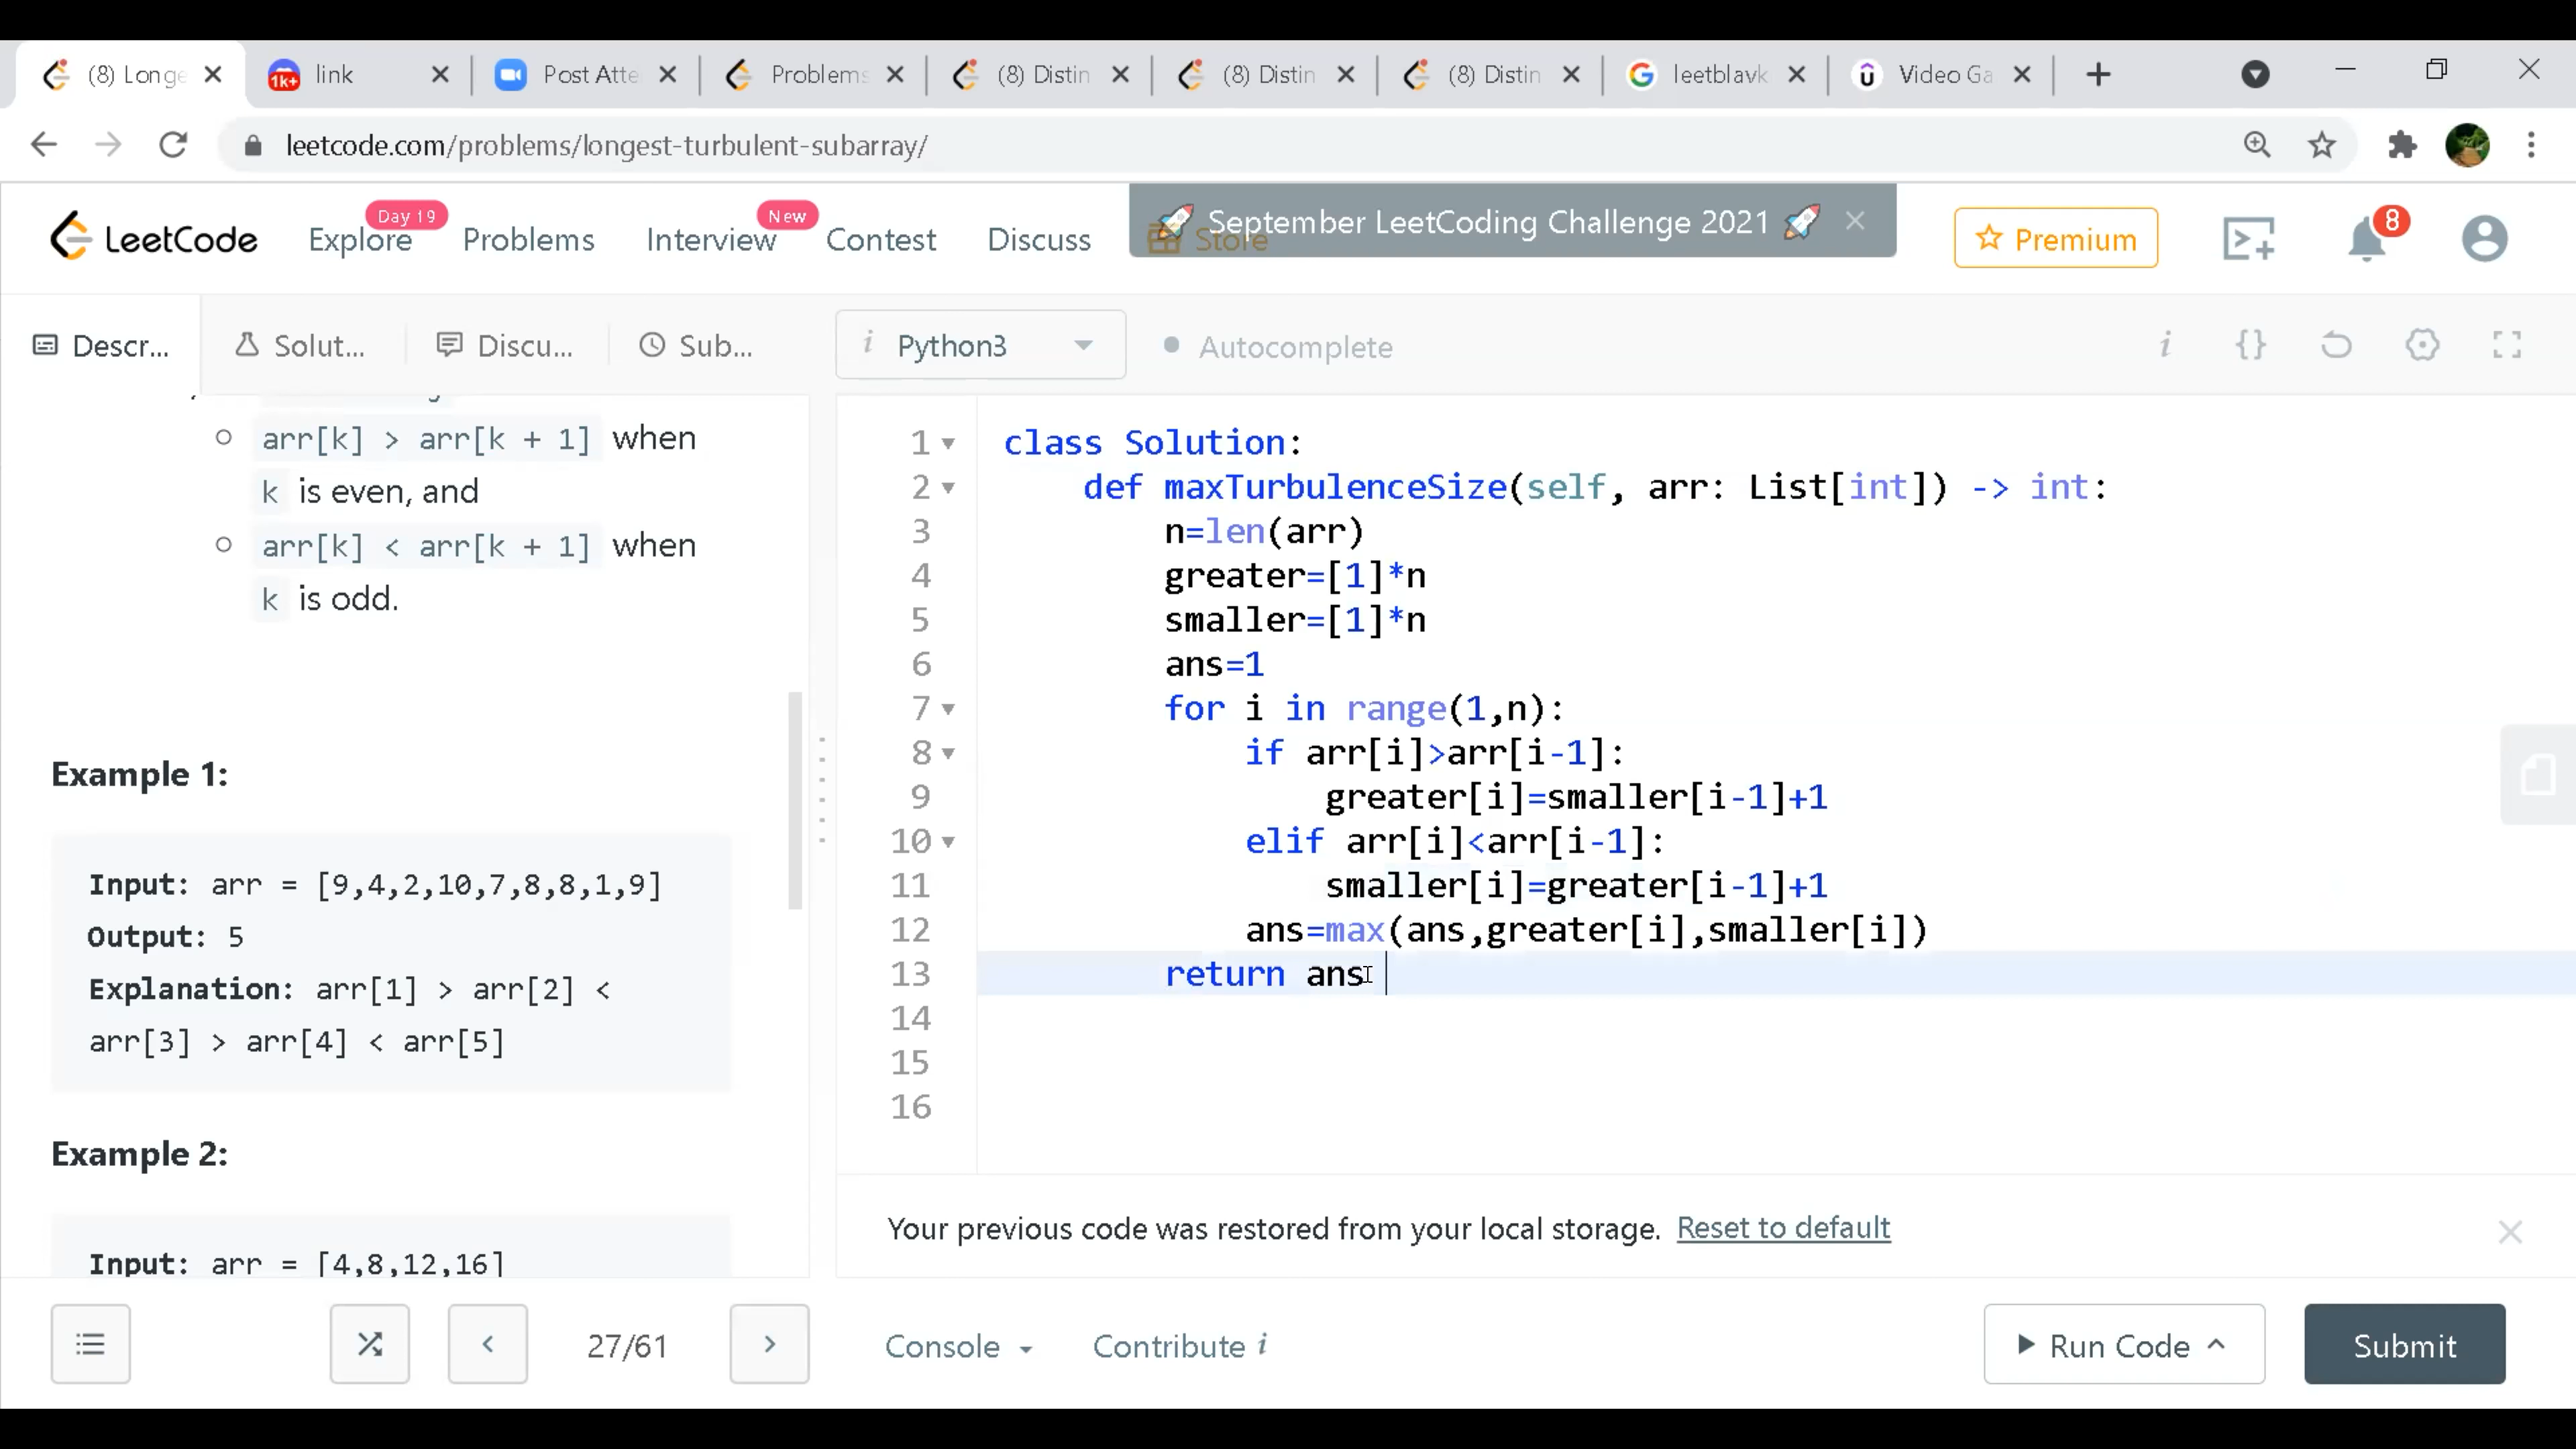 (8) Longe
1k+ link
Post Atte
Problems
(8) Distin
(8) Distin
(8) Distin
leetblavk
Video Ga
leetcode.com/problems/longest-turbulent-subarray/
LeetCode
Explore
Day 19
Problems
Interview
New
Contest
Discuss
Store
🚀 September LeetCoding Challenge 2021 🚀
Premium
8
Descr...
Solut...
Discu...
Sub...
i Python3
Autocomplete
arr[k] > arr[k + 1] when
k is even, and
arr[k] < arr[k + 1] when
k is odd.
Example 1:
Input: arr = [9,4,2,10,7,8,8,1,9]
Output: 5
Explanation: arr[1] > arr[2] <
arr[3] > arr[4] < arr[5]
Example 2:
Input: arr = [4,8,12,16]
1 class Solution:
2 def maxTurbulenceSize(self, arr: List[int]) -> int:
3 n=len(arr)
4 greater=[1]*n
5 smaller=[1]*n
6 ans=1
7 for i in range(1,n):
8 if arr[i]>arr[i-1]:
9 greater[i]=smaller[i-1]+1
10 elif arr[i]<arr[i-1]:
11 smaller[i]=greater[i-1]+1
12 ans=max(ans,greater[i],smaller[i])
13 return ans
14
15
16
Your previous code was restored from your local storage. Reset to default
27/61
Console
Contribute i
Run Code
Submit